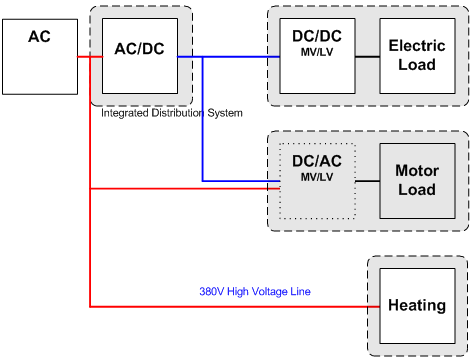 AC
AC/DC
DC/DC
MV/LV
Electric
Load
Integrated Distribution System
DC/AC
MV/LV
Motor
Load
380V High Voltage Line
Heating